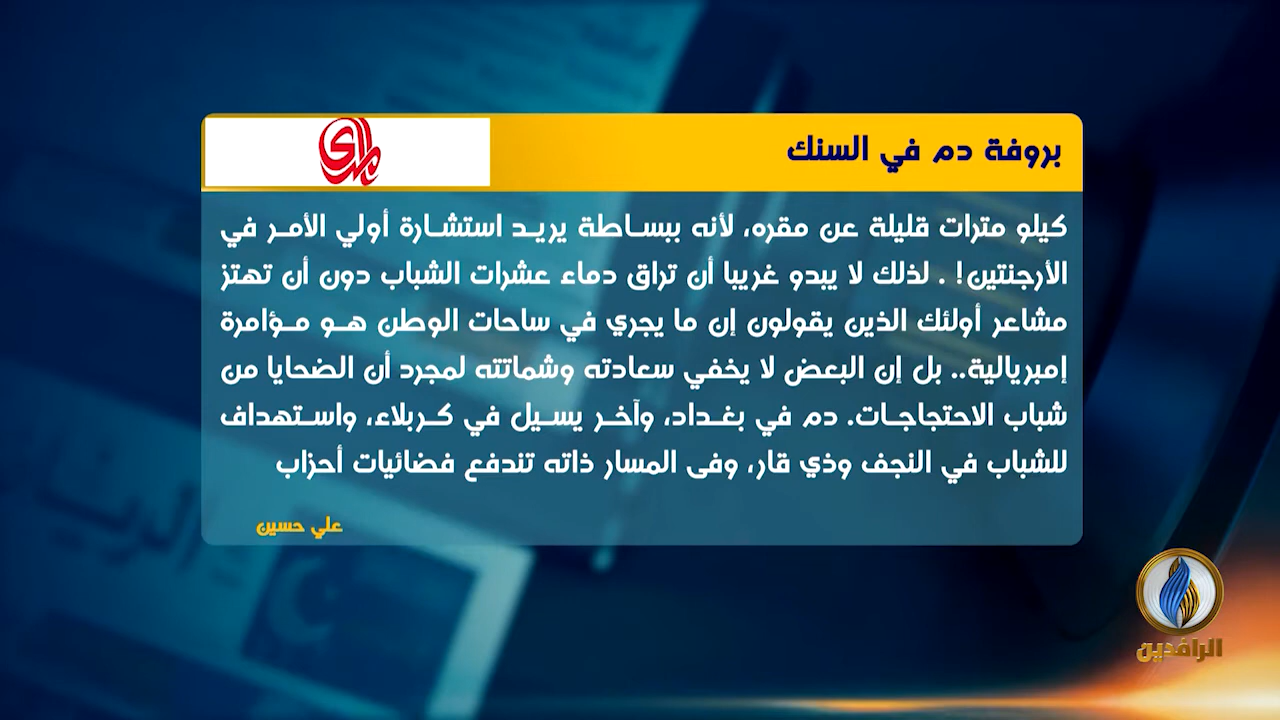 بروفة دم في السنك
المدى
كيلو مترات قليلة عن مقره، لأنه ببساطة يريد استشارة أولي الأمر في
الأرجنتين! . لذلك لا يبدو غريبا أن تراق دماء عشرات الشباب دون أن تهتز
مشاعر أولئك الذين يقولون إن ما يجري في ساحات الوطن هو مؤامرة
إمبريالية.. بل إن البعض لا يخفي سعادته وشماتته لمجرد أن الضحايا من
شباب الاحتجاجات. دم في بغداد، وآخر يسيل في كربلاء، واستهداف
للشباب في النجف وذي قار، وفى المسار ذاته تندفع فضائيات أحزاب
علي حسين
الرافدين